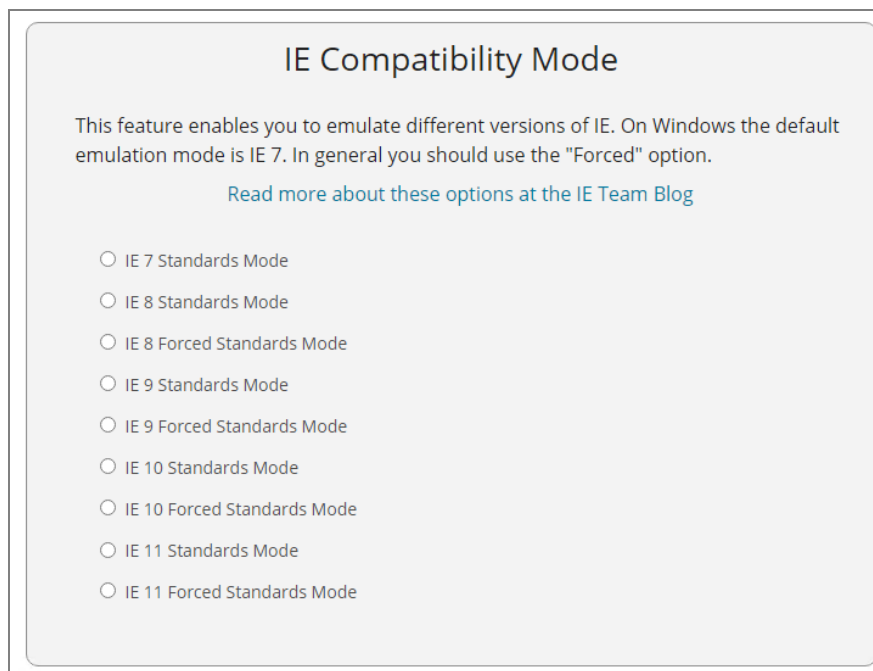 IE Compatibility Mode
This feature enables you to emulate different versions of IE. On Windows the default
emulation mode is IE 7. In general you should use the "Forced" option.
Read more about these options at the IE Team Blog
IE 7 Standards Mode
IE 8 Standards Mode
IE 8 Forced Standards Mode
IE 9 Standards Mode
IE 9 Forced Standards Mode
IE 10 Standards Mode
IE 10 Forced Standards Mode
IE 11 Standards Mode
IE 11 Forced Standards Mode